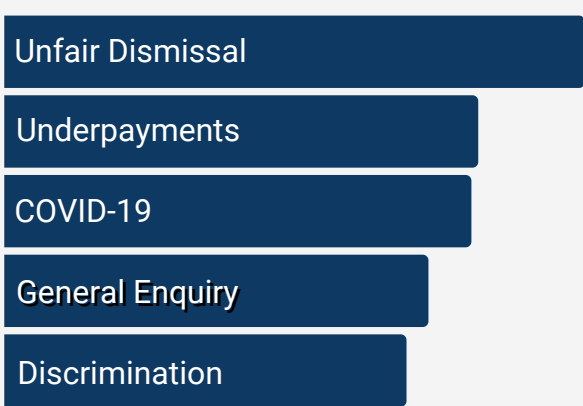 Unfair Dismissal
Underpayments
COVID-19
General Enquiry
Discrimination